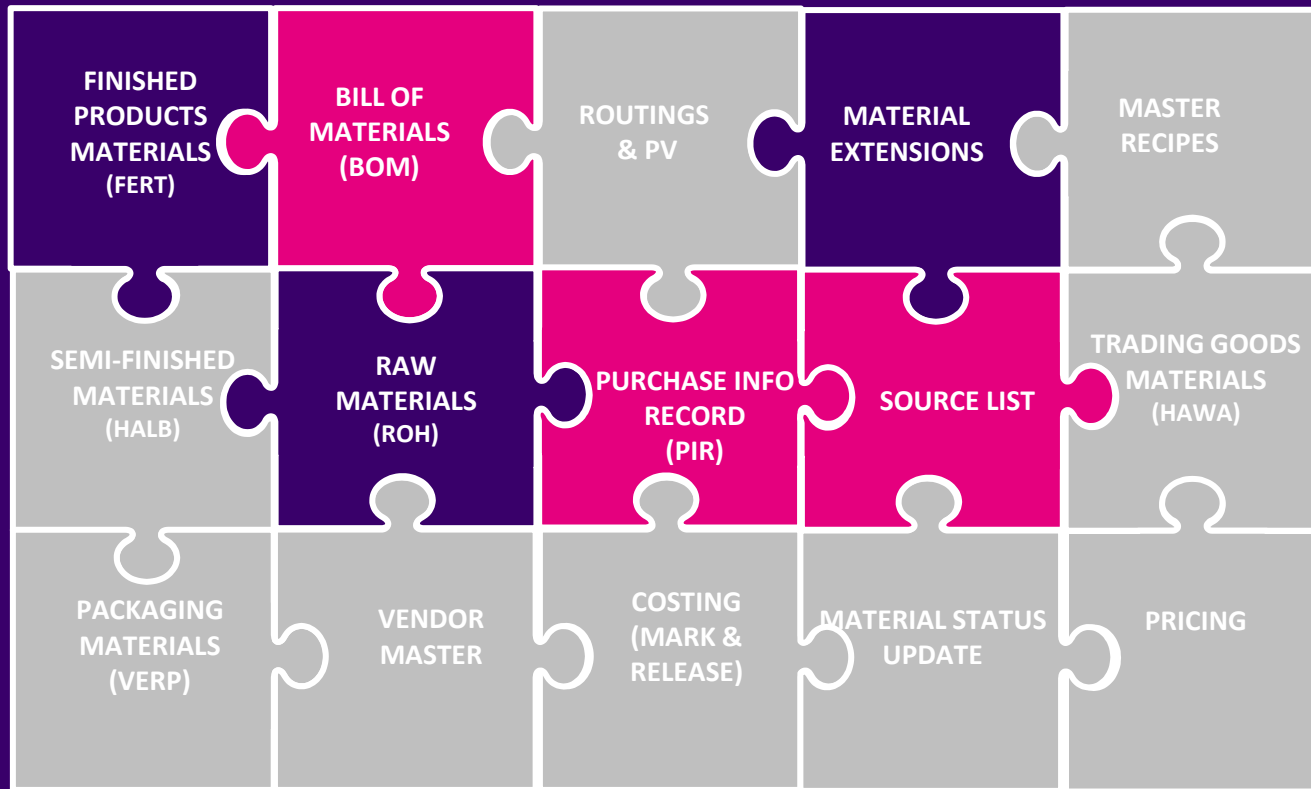 FINISHED
PRODUCTS
MATERIALS
(FERT)
BILL OF
MATERIALS
(BOM)
ROUTINGS
& PV
MATERIAL
EXTENSIONS
MASTER
RECIPES
SEMI-FINISHED
MATERIALS
(HALB)
RAW
MATERIALS
(ROH)
PURCHASE INFO
RECORD
(PIR)
SOURCE LIST
TRADING GOODS
MATERIALS
(HAWA)
PACKAGING
MATERIALS
(VERP)
VENDOR
MASTER
COSTING
(MARK &
RELEASE)
MATERIAL STATUS
UPDATE
PRICING